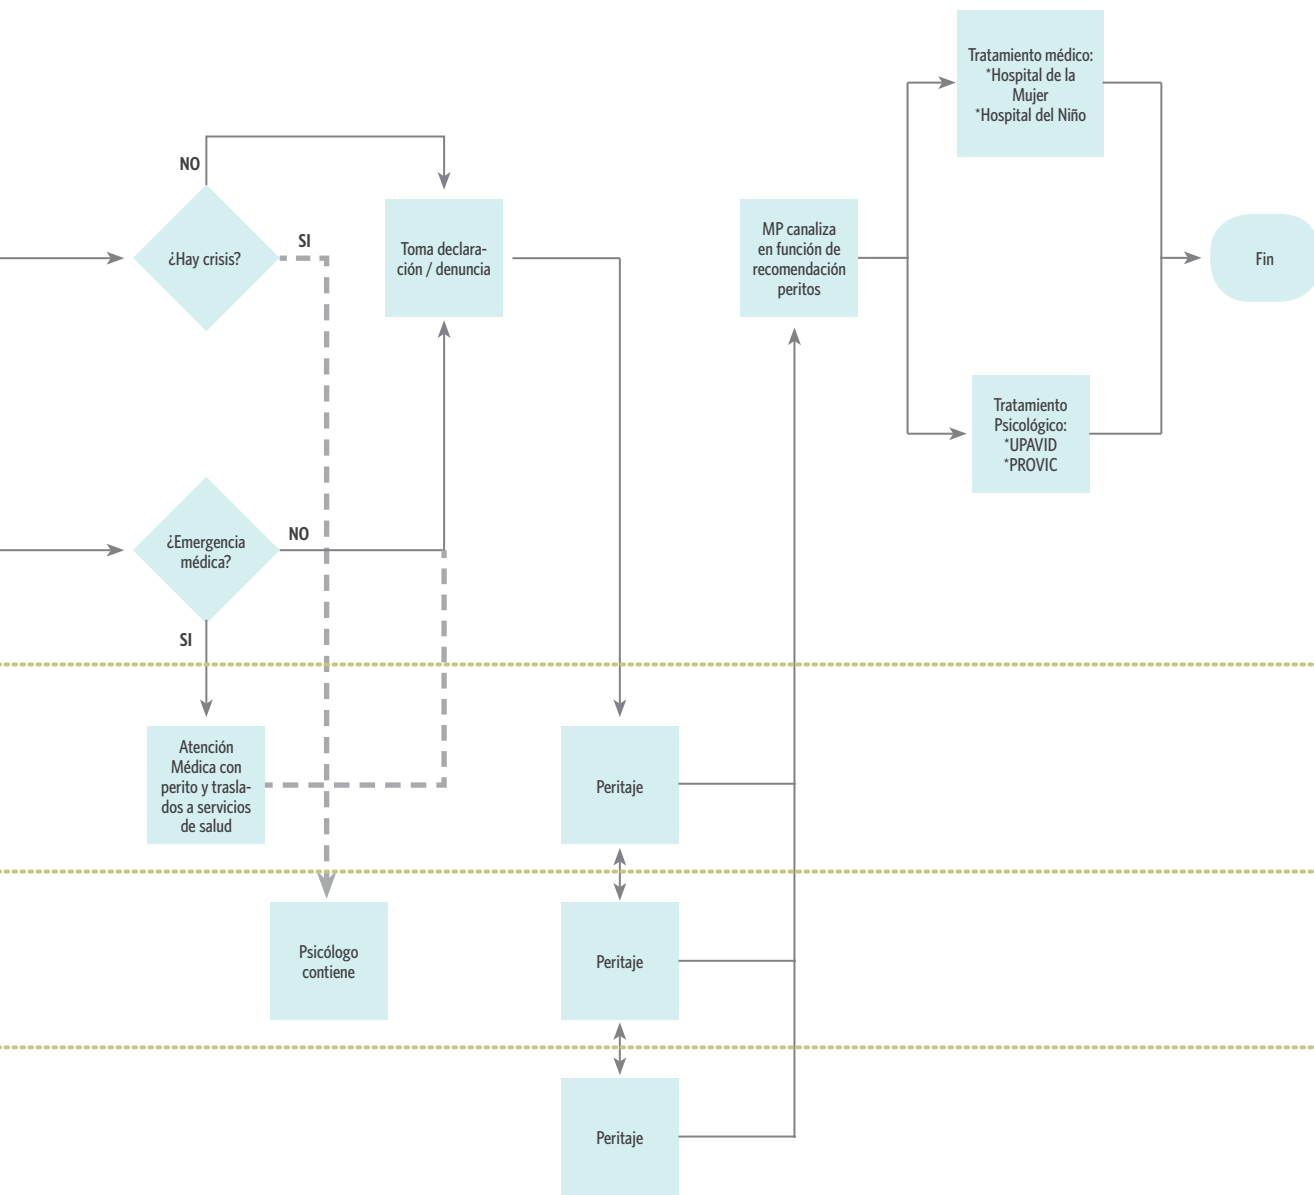 Tratamiento médico:
*Hospital de la
Mujer
*Hospital del Niño
NO
¿Hay crisis?
SI
Toma declara-
ción / denuncia
MP canaliza
en función de
recomendación
peritos
Fin
Tratamiento
Psicológico:
*UPAVID
*PROVIC
¿Emergencia
médica?
NO
SI
Atención
Médica con
perito y trasla-
dos a servicios
de salud
Peritaje
Psicólogo
contiene
Peritaje
Peritaje